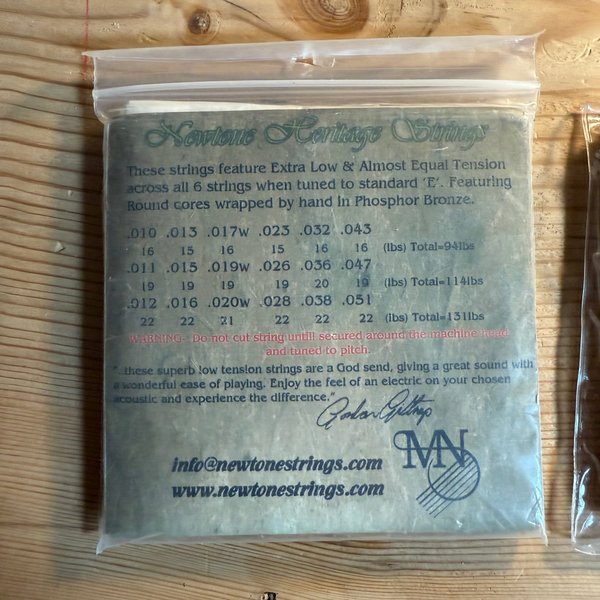 Newtone Heritage Strings
These strings feature Extra Low & Almost Equal Tension
across all 6 strings when tuned to standard 'E'. Featuring
Round cores wrapped by hand in Phosphor Bronze.
.010 .013 .017w .023 .032 .043
16 15 16 15 16 16 (lbs) Total=94lbs
.011 .015 .019w .026 .036 .047
19 19 19 19 20 19 (lbs) Total=114lbs
.012 .016 .020w .028 .038 .051
22 22 21 22 22 22 (lbs) Total=131lbs
WARNING- Do not cut string untill secured around the machine head
and tuned to pitch.
"..these superb low tension strings are a God send, giving a great sound with
a wonderful ease of playing. Enjoy the feel of an electric on your chosen
acoustic and experience the difference."
MN
info@newtonestrings.com
www.newtonestrings.com